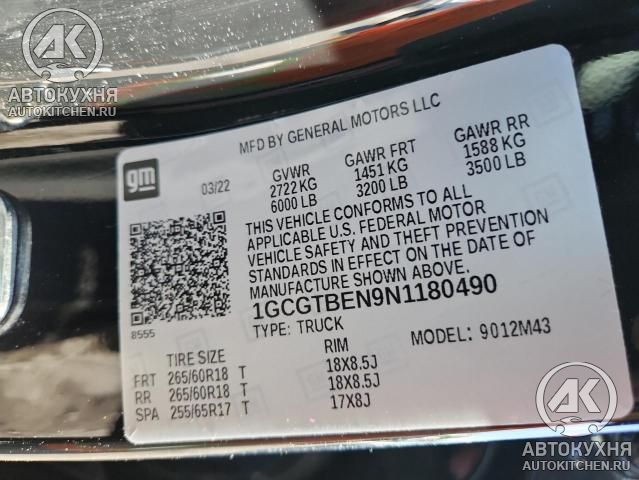 AK
АВТОКУХНЯ
AUTOKITCHEN.RU
MFD BY GENERAL MOTORS LLC
gm
03/22
GVWR GAWR FRT GAWR RR
2722 KG 1451 KG 1588 KG
6000 LB 3200 LB 3500 LB
THIS VEHICLE CONFORMS TO ALL
APPLICABLE U.S. FEDERAL MOTOR
VEHICLE SAFETY AND THEFT PREVENTION
STANDARDS IN EFFECT ON THE DATE OF
MANUFACTURE SHOWN ABOVE.
1GCGTBEN9N1180490
8555
TYPE: TRUCK MODEL: 9012M43
TIRE SIZE RIM
FRT 265/60R18 T 18X8.5J
RR 265/60R18 T 18X8.5J
SPA 255/65R17 T 17X8J
AK
АВТОКУХНЯ
AUTOKITCHEN.RU